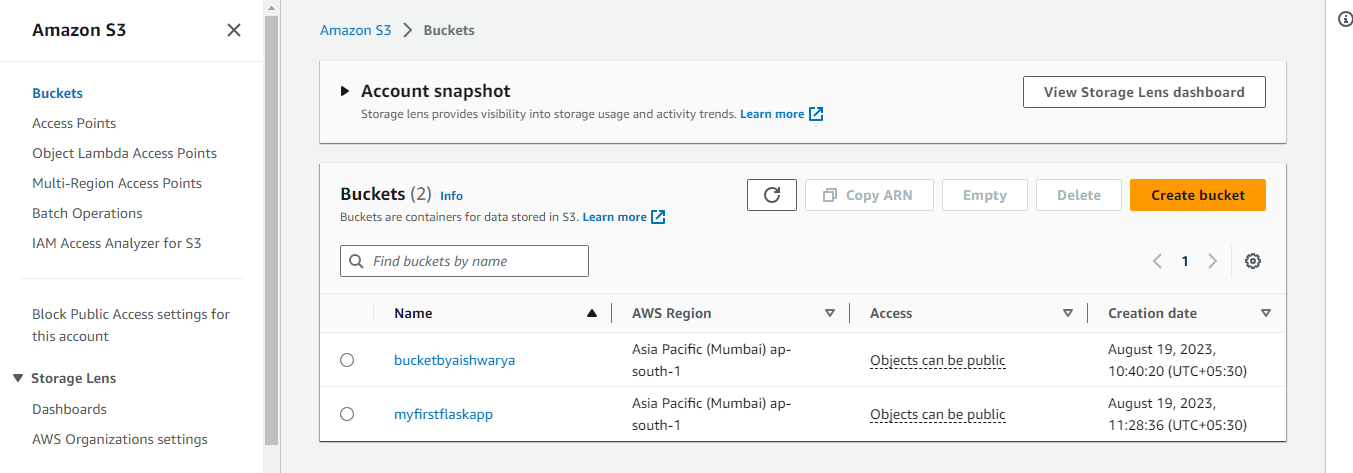 Amazon S3
Buckets
Access Points
Object Lambda Access Points
Multi-Region Access Points
Batch Operations
IAM Access Analyzer for S3
Block Public Access settings for
this account
Storage Lens
Dashboards
AWS Organizations settings
Amazon S3 > Buckets
Account snapshot
Storage lens provides visibility into storage usage and activity trends. Learn more
View Storage Lens dashboard
Buckets (2) Info
Buckets are containers for data stored in S3. Learn more
Copy ARN Empty Delete Create bucket
Find buckets by name
1
Name AWS Region Access Creation date
bucketbyaishwarya
Asia Pacific (Mumbai) ap-
south-1
Objects can be public
August 19, 2023,
10:40:20 (UTC+05:30)
myfirstflaskapp
Asia Pacific (Mumbai) ap-
south-1
Objects can be public
August 19, 2023,
11:28:36 (UTC+05:30)